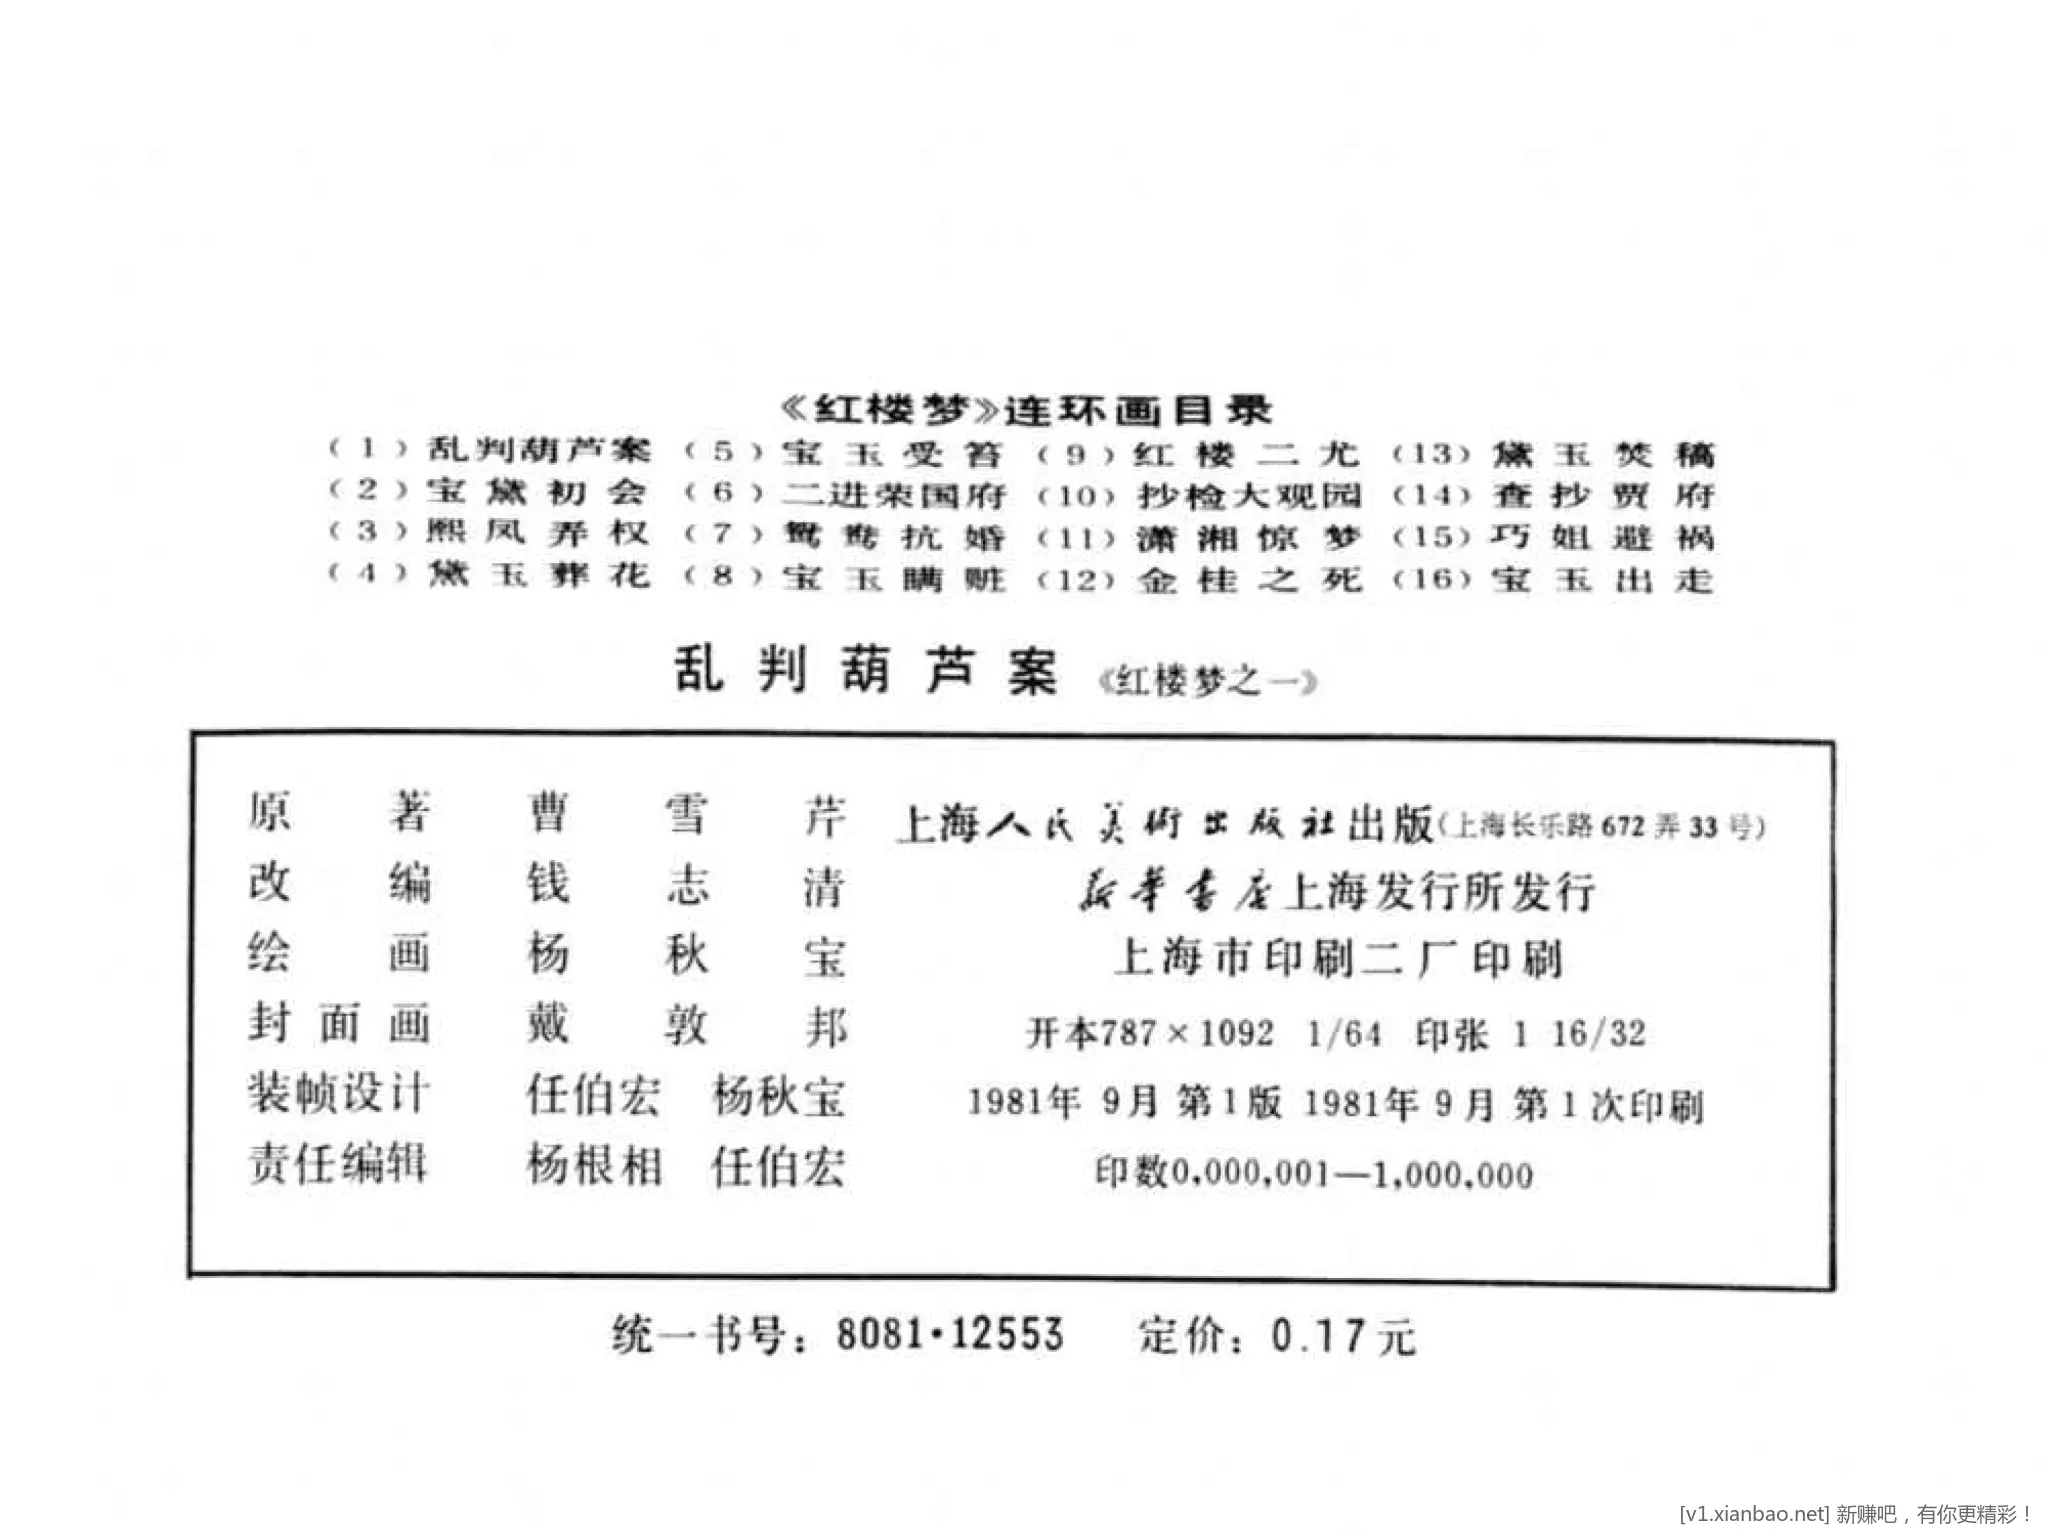 《红楼梦》连环画目录
（1）乱判葫芦案 （5）宝玉受笞 （9）红楼二尤 （13）黛玉焚稿
（2）宝黛初会 （6）二进荣国府 （10）抄检大观园 （14）查抄贾府
（3）熙凤弄权 （7）鸳鸯抗婚 （11）潇湘惊梦 （15）巧姐避祸
（4）黛玉葬花 （8）宝玉瞒赃 （12）金桂之死 （16）宝玉出走
乱判葫芦案 《红楼梦之一》
原著 曹雪芹
改编 钱志清
绘画 杨秋宝
封面画 戴敦邦
装帧设计 任伯宏 杨秋宝
责任编辑 杨根相 任伯宏
上海人民美術出版社出版（上海长乐路672弄33号）
新華書店上海发行所发行
上海市印刷二厂印刷
开本787×1092 1/64 印张 1 16/32
1981年9月第1版 1981年9月第1次印刷
印数0,000,001—1,000,000
统一书号：8081·12553 定价：0.17元
[v1.xianbao.net] 新赚吧，有你更精彩！